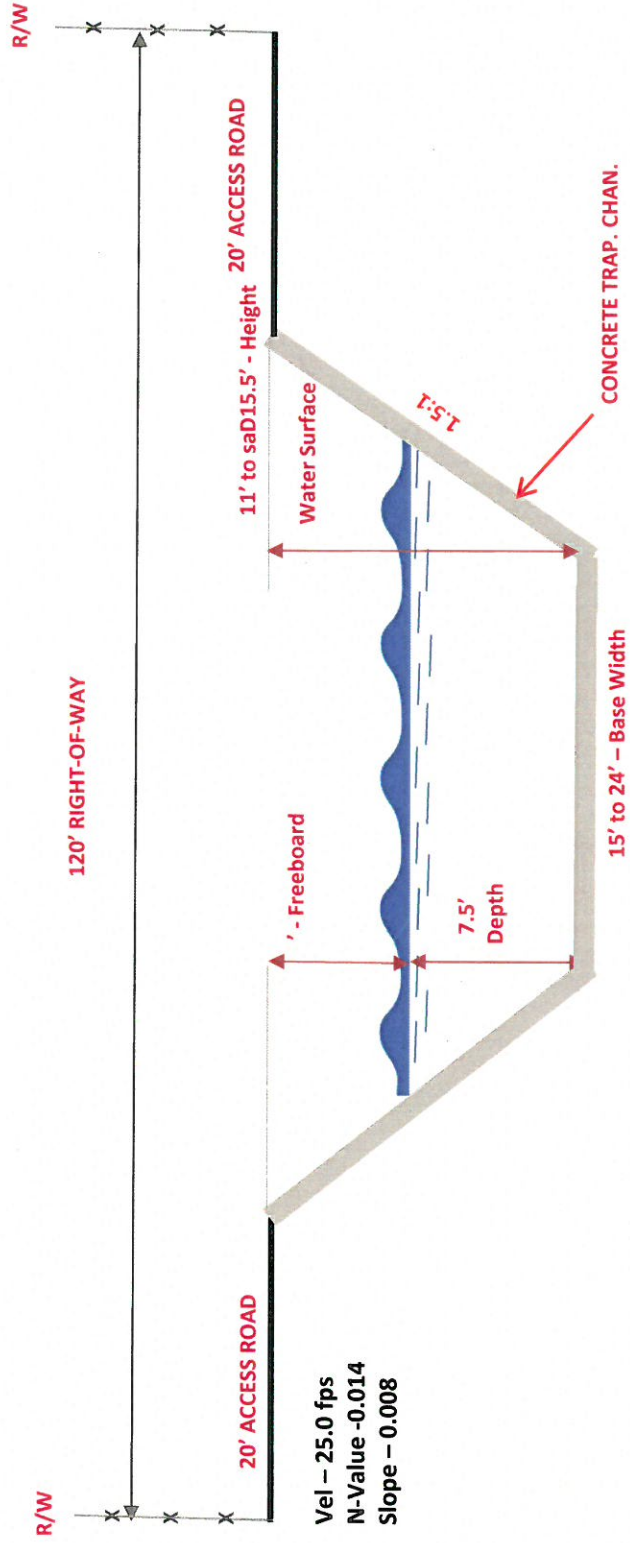 R/W
R/W
120’ RIGHT-OF-WAY
20’ ACCESS ROAD
11’ to saD15.5’ - Height
20’ ACCESS ROAD
Water Surface
’ - Freeboard
1.5:1
7.5’
Depth
CONCRETE TRAP. CHAN.
15’ to 24’ – Base Width
Vel – 25.0 fps
N-Value -0.014
Slope – 0.008